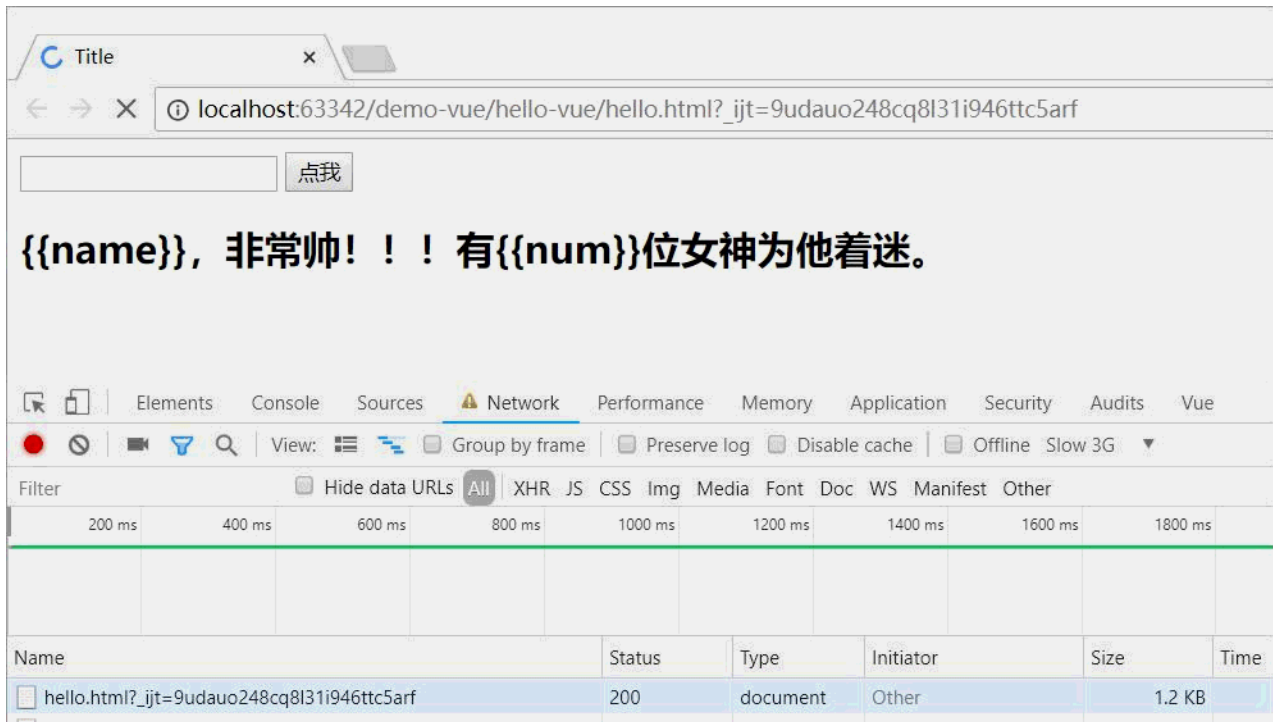 Title
localhost:63342/demo-vue/hello-vue/hello.html?_ijt=9udauo248cq8l31i946ttc5arf
点我
{{name}}，非常帅！！！有{{num}}位女神为他着迷。
Elements Console Sources Network Performance Memory Application Security Audits Vue
View: Group by frame Preserve log Disable cache Offline Slow 3G
Filter Hide data URLs All XHR JS CSS Img Media Font Doc WS Manifest Other
200 ms 400 ms 600 ms 800 ms 1000 ms 1200 ms 1400 ms 1600 ms 1800 ms
Name Status Type Initiator Size Time
hello.html?_ijt=9udauo248cq8l31i946ttc5arf 200 document Other 1.2 KB